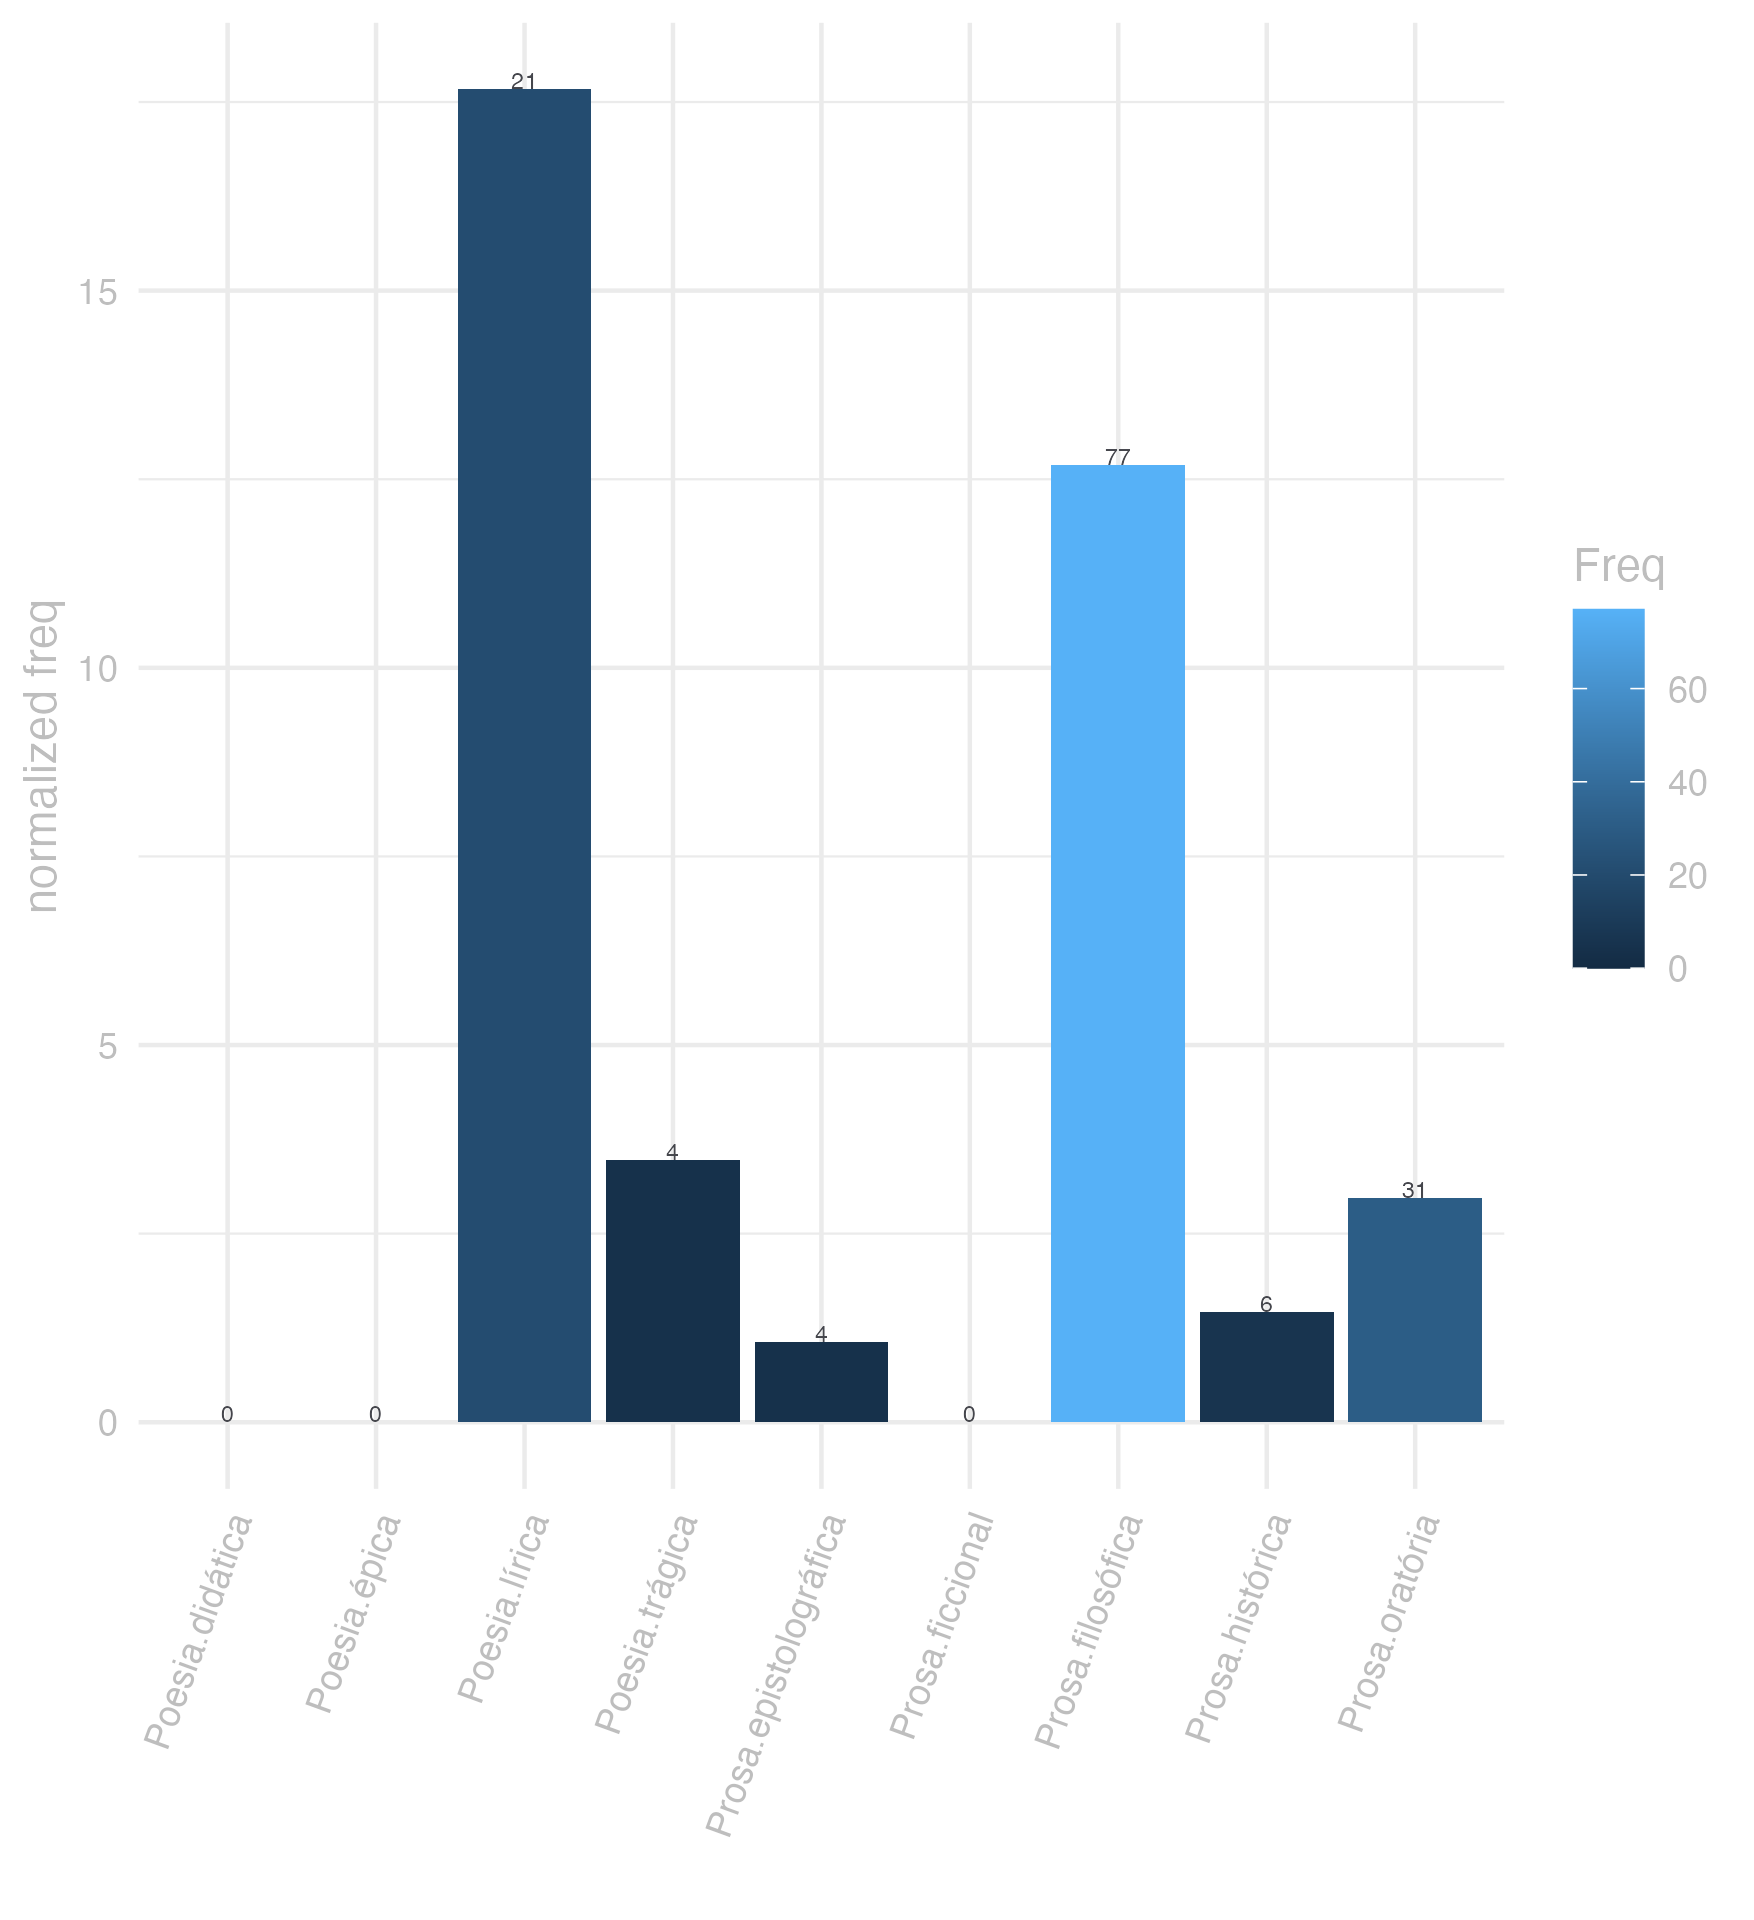 normalized freq
15
10
5
0
21
77
4
31
6
4
0
0
0
Poesia.didática
Poesia.épica
Poesia.lírica
Poesia.trágica
Prosa.epistolográfica
Prosa.ficcional
Prosa.filosófica
Prosa.histórica
Prosa.oratória
Freq
60
40
20
0